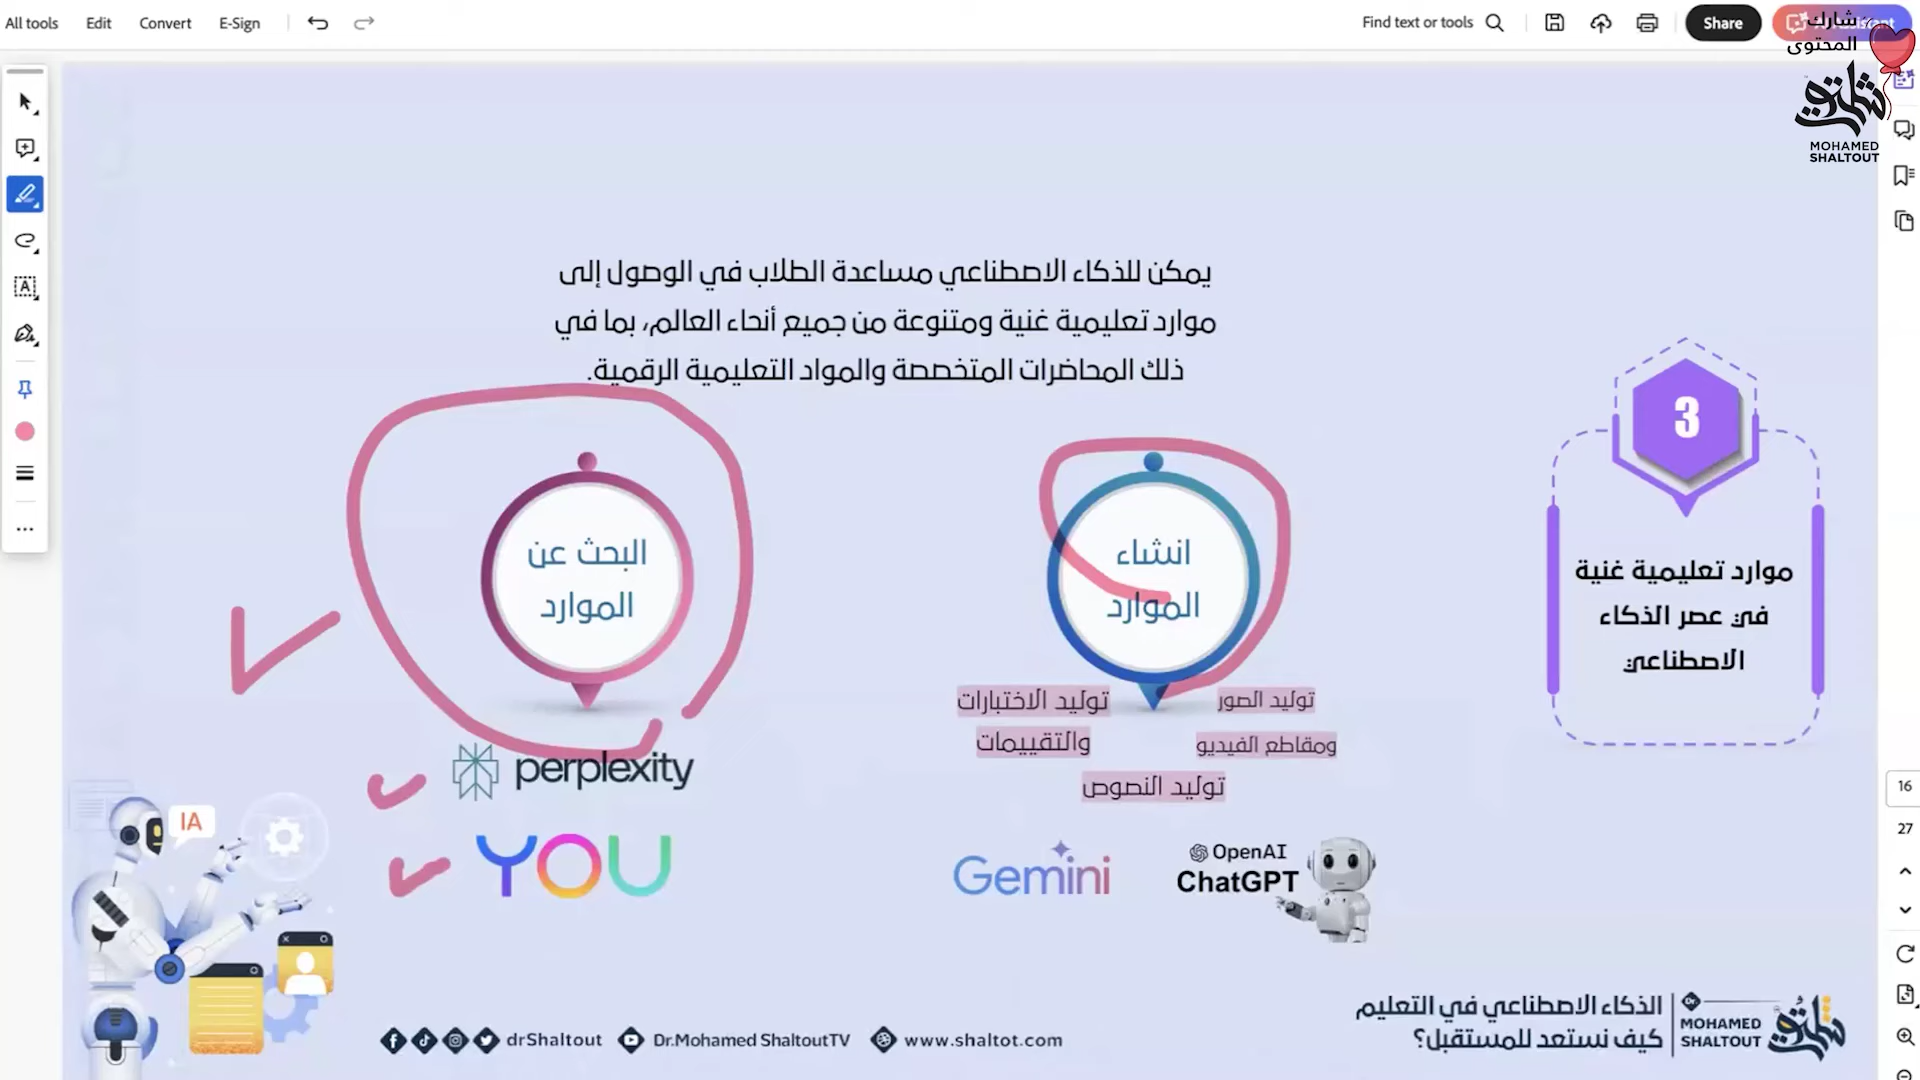 All tools Edit Convert E-Sign Find text or tools Share
شارك
المحتوى
شلتوت
MOHAMED
SHALTOUT
يمكن للذكاء الاصطناعي مساعدة الطلاب في الوصول إلى
موارد تعليمية غنية ومتنوعة من جميع أنحاء العالم، بما في
ذلك المحاضرات المتخصصة والمواد التعليمية الرقمية.
3
موارد تعليمية غنية
في عصر الذكاء
الاصطناعي
انشاء
الموارد
توليد الصور
ومقاطع الفيديو
توليد الاختبارات
والتقييمات
توليد النصوص
OpenAI
ChatGPT
Gemini
البحث عن
الموارد
perplexity
YOU
IA
16
27
الذكاء الاصطناعي في التعليم
كيف نستعد للمستقبل؟
Dr.
MOHAMED
SHALTOUT
شلتوت
drShaltout Dr.Mohamed ShaltoutTV www.shaltot.com